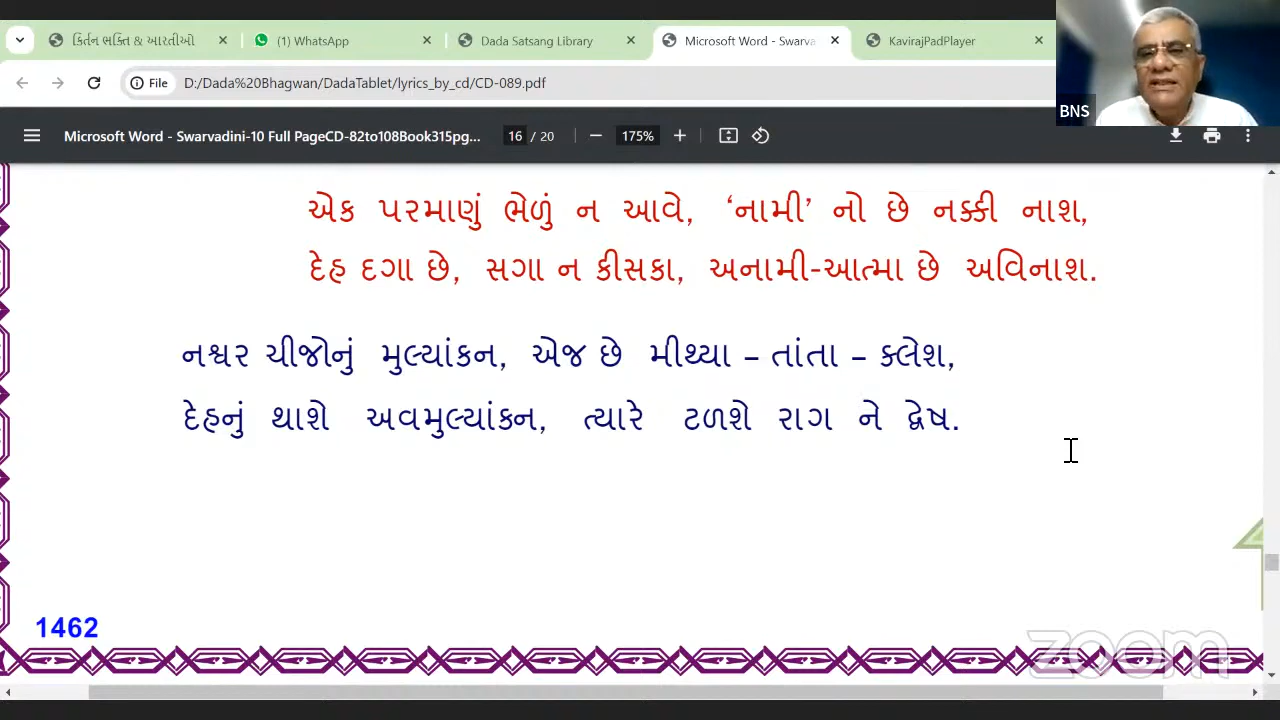 કિર્તન ભક્તિ & આરતીઓ
(1) WhatsApp
Dada Satsang Library
Microsoft Word - Swarva
KavirajPadPlayer
File D:/Dada%20Bhagwan/DadaTablet/lyrics_by_cd/CD-089.pdf
BNS
Microsoft Word - Swarvadini-10 Full PageCD-82to108Book315pg... 16 / 20 175%
એક પરમાણું ભેળું ન આવે, ‘નામી’ નો છે નક્કી નાશ,
દેહ દગા છે, સગા ન કીસકા, અનામી-આત્મા છે અવિનાશ.
નશ્વર ચીજોનું મુલ્યાંકન, એજ છે મીથ્યા – તાંતા – ક્લેશ,
દેહનું થાશે અવમુલ્યાંકન, ત્યારે ટળશે રાગ ને દ્વેષ.
1462
zoom